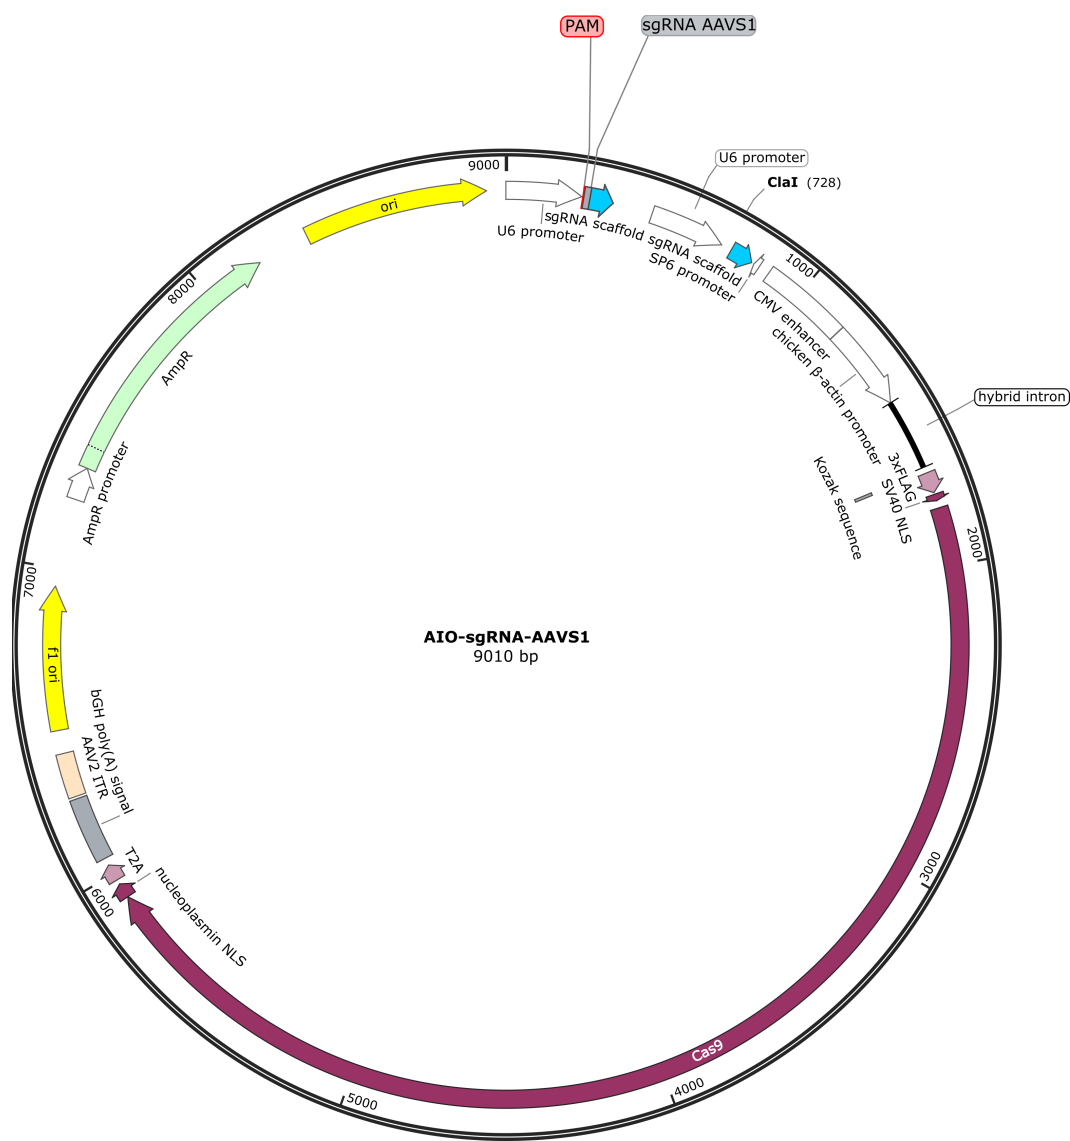 PAM
sgRNA AAVS1
U6 promoter
ClaI (728)
9000
ori
sgRNA scaffold
U6 promoter
sgRNA scaffold
SP6 promoter
1000
8000
CMV enhancer
chicken β-actin promoter
AmpR
hybrid intron
AmpR promoter
3xFLAG
SV40 NLS
Kozak sequence
2000
7000
AIO-sgRNA-AAVS1
9010 bp
f1 ori
bGH poly(A) signal
AAV2 ITR
T2A
nucleoplasmin NLS
6000
3000
Cas9
5000
4000